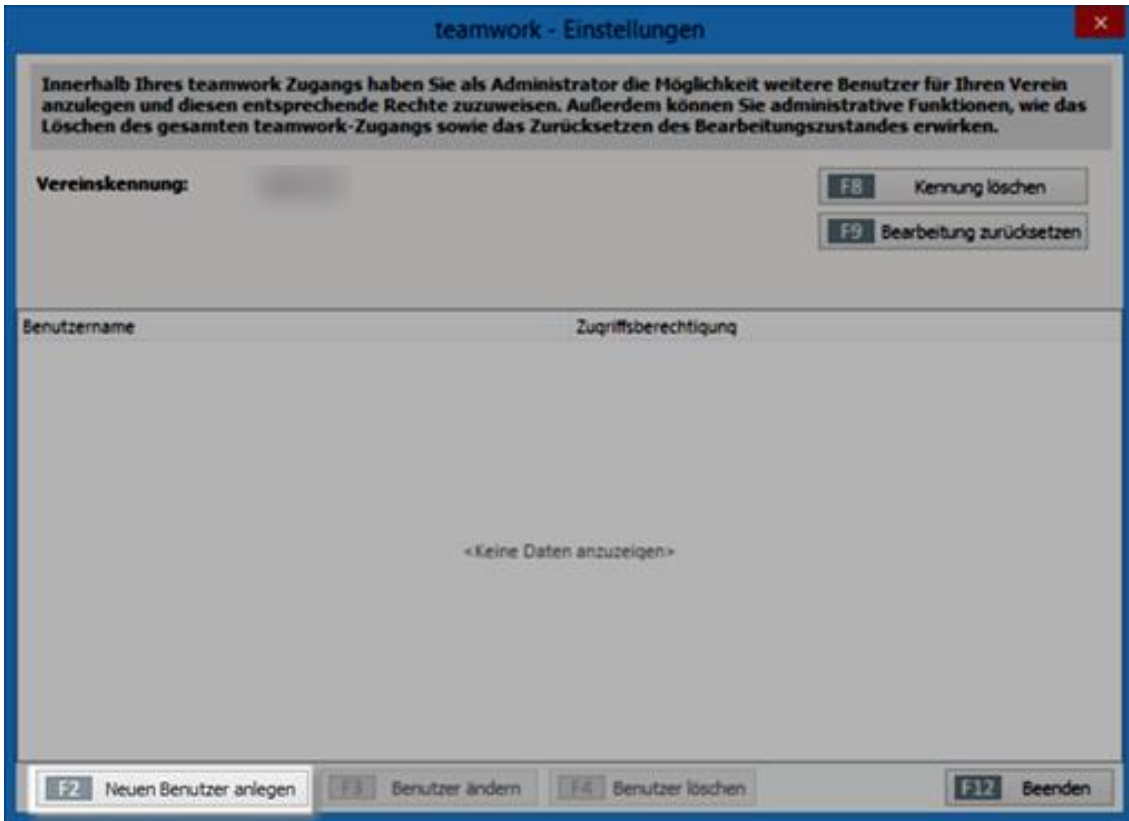 teamwork - Einstellungen
Innerhalb Ihres teamwork Zugangs haben Sie als Administrator die Möglichkeit weitere Benutzer für Ihren Verein
anzulegen und diesen entsprechende Rechte zuzuweisen. Außerdem können Sie administrative Funktionen, wie das
Löschen des gesamten teamwork-Zugangs sowie das Zurücksetzen des Bearbeitungszustandes erwirken.
Vereinskennung:
F8 Kennung löschen
F9 Bearbeitung zurücksetzen
Benutzername Zugriffsberechtigung
<Keine Daten anzuzeigen>
F2 Neuen Benutzer anlegen F3 Benutzer ändern F4 Benutzer löschen F12 Beenden